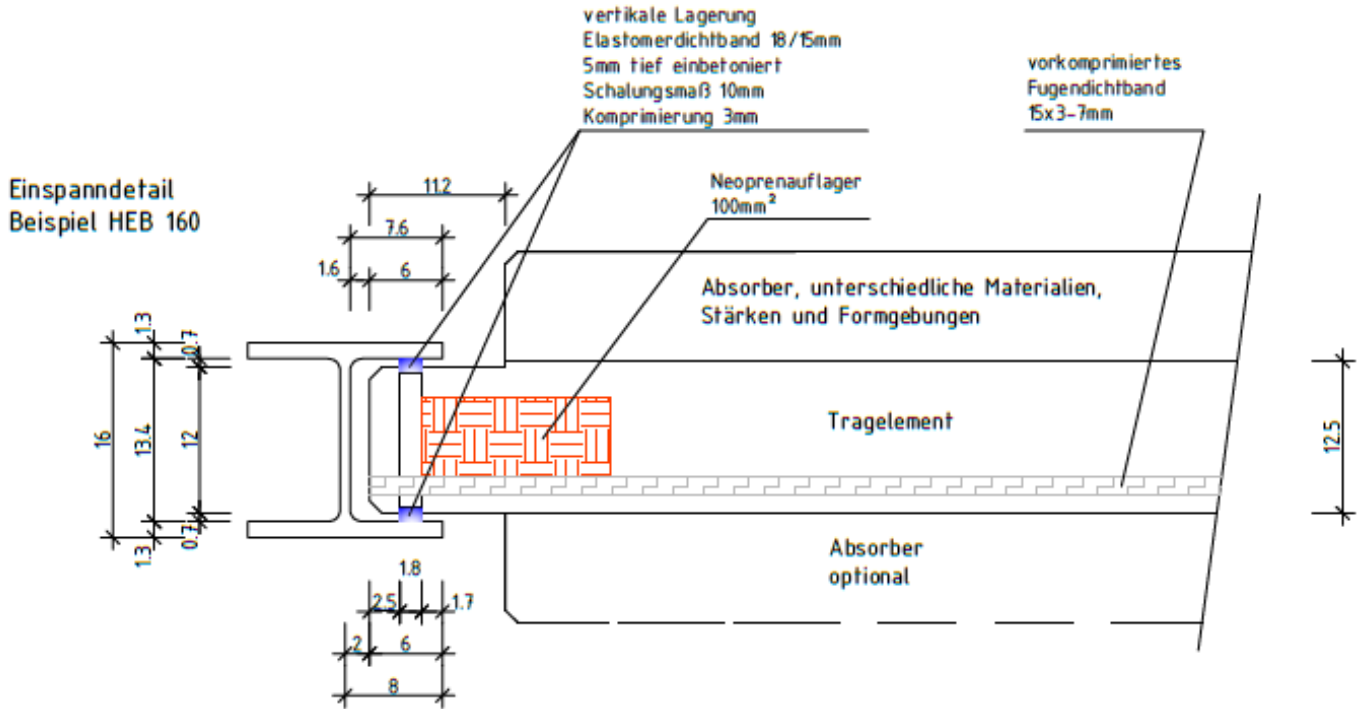 vertikale Lagerung
Elastomerdichtband 18/15mm
5mm tief einbetoniert
Schalungsmaß 10mm
Komprimierung 3mm
vorkomprimiertes
Fugendichtband
15x3-7mm
Einspanndetail
Beispiel HEB 160
Neoprenauflager
100mm²
11.2
7.6
1.6
6
Absorber, unterschiedliche Materialien,
Stärken und Formgebungen
1.3
0.7
16
13.4
12
Tragelement
12.5
1.3
0.7
Absorber
optional
1.8
2.5
1.7
2
6
8